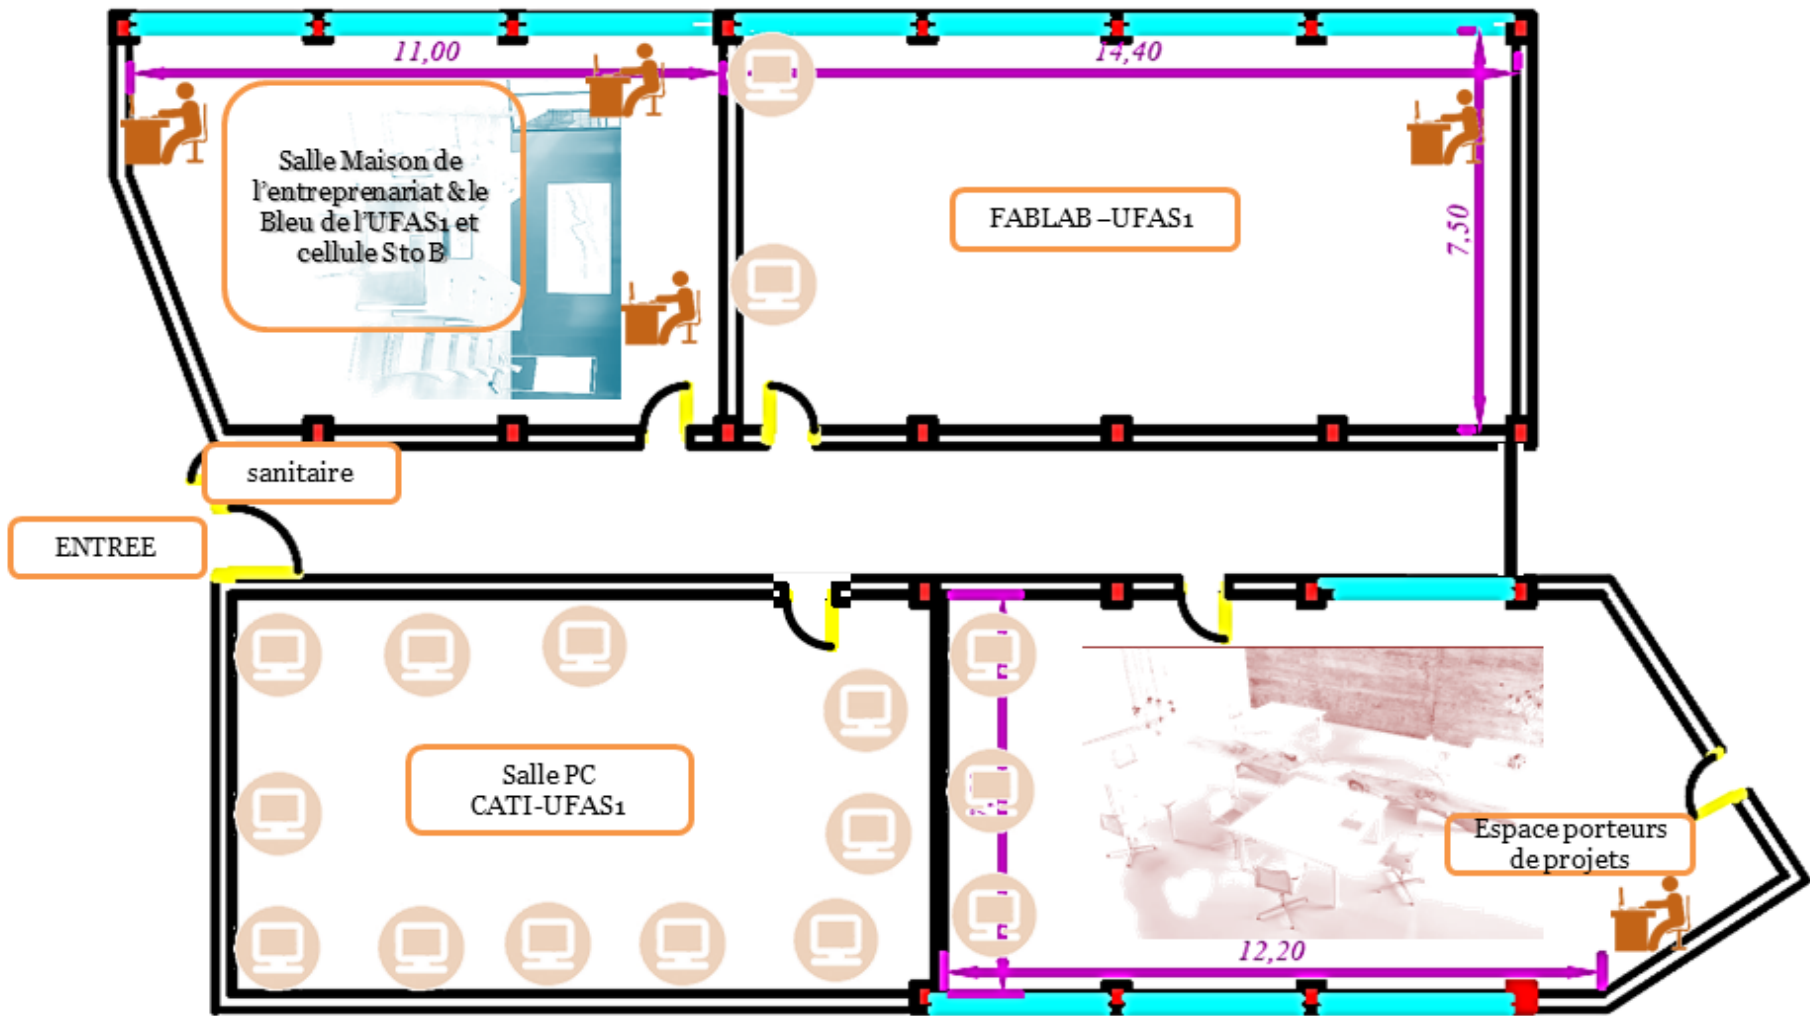 11,00
14,40
Salle Maison de
l'entreprenariat & le
Bleu de l'UFAS1 et
cellule S to B
FABLAB –UFAS1
7,50
sanitaire
ENTREE
Salle PC
CATI-UFAS1
Espace porteurs
de projets
12,20